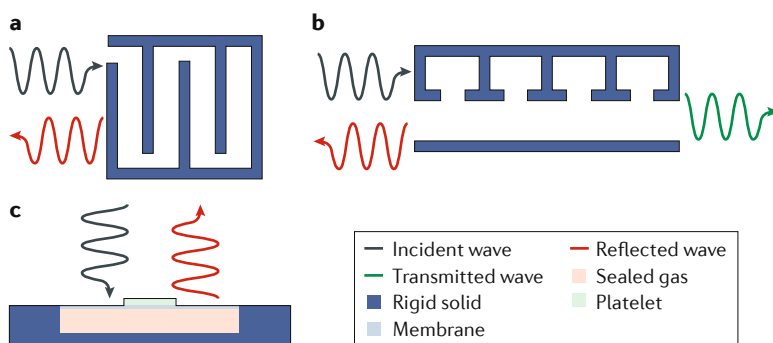 a
b
c
Incident wave
Reflected wave
Transmitted wave
Sealed gas
Rigid solid
Platelet
Membrane